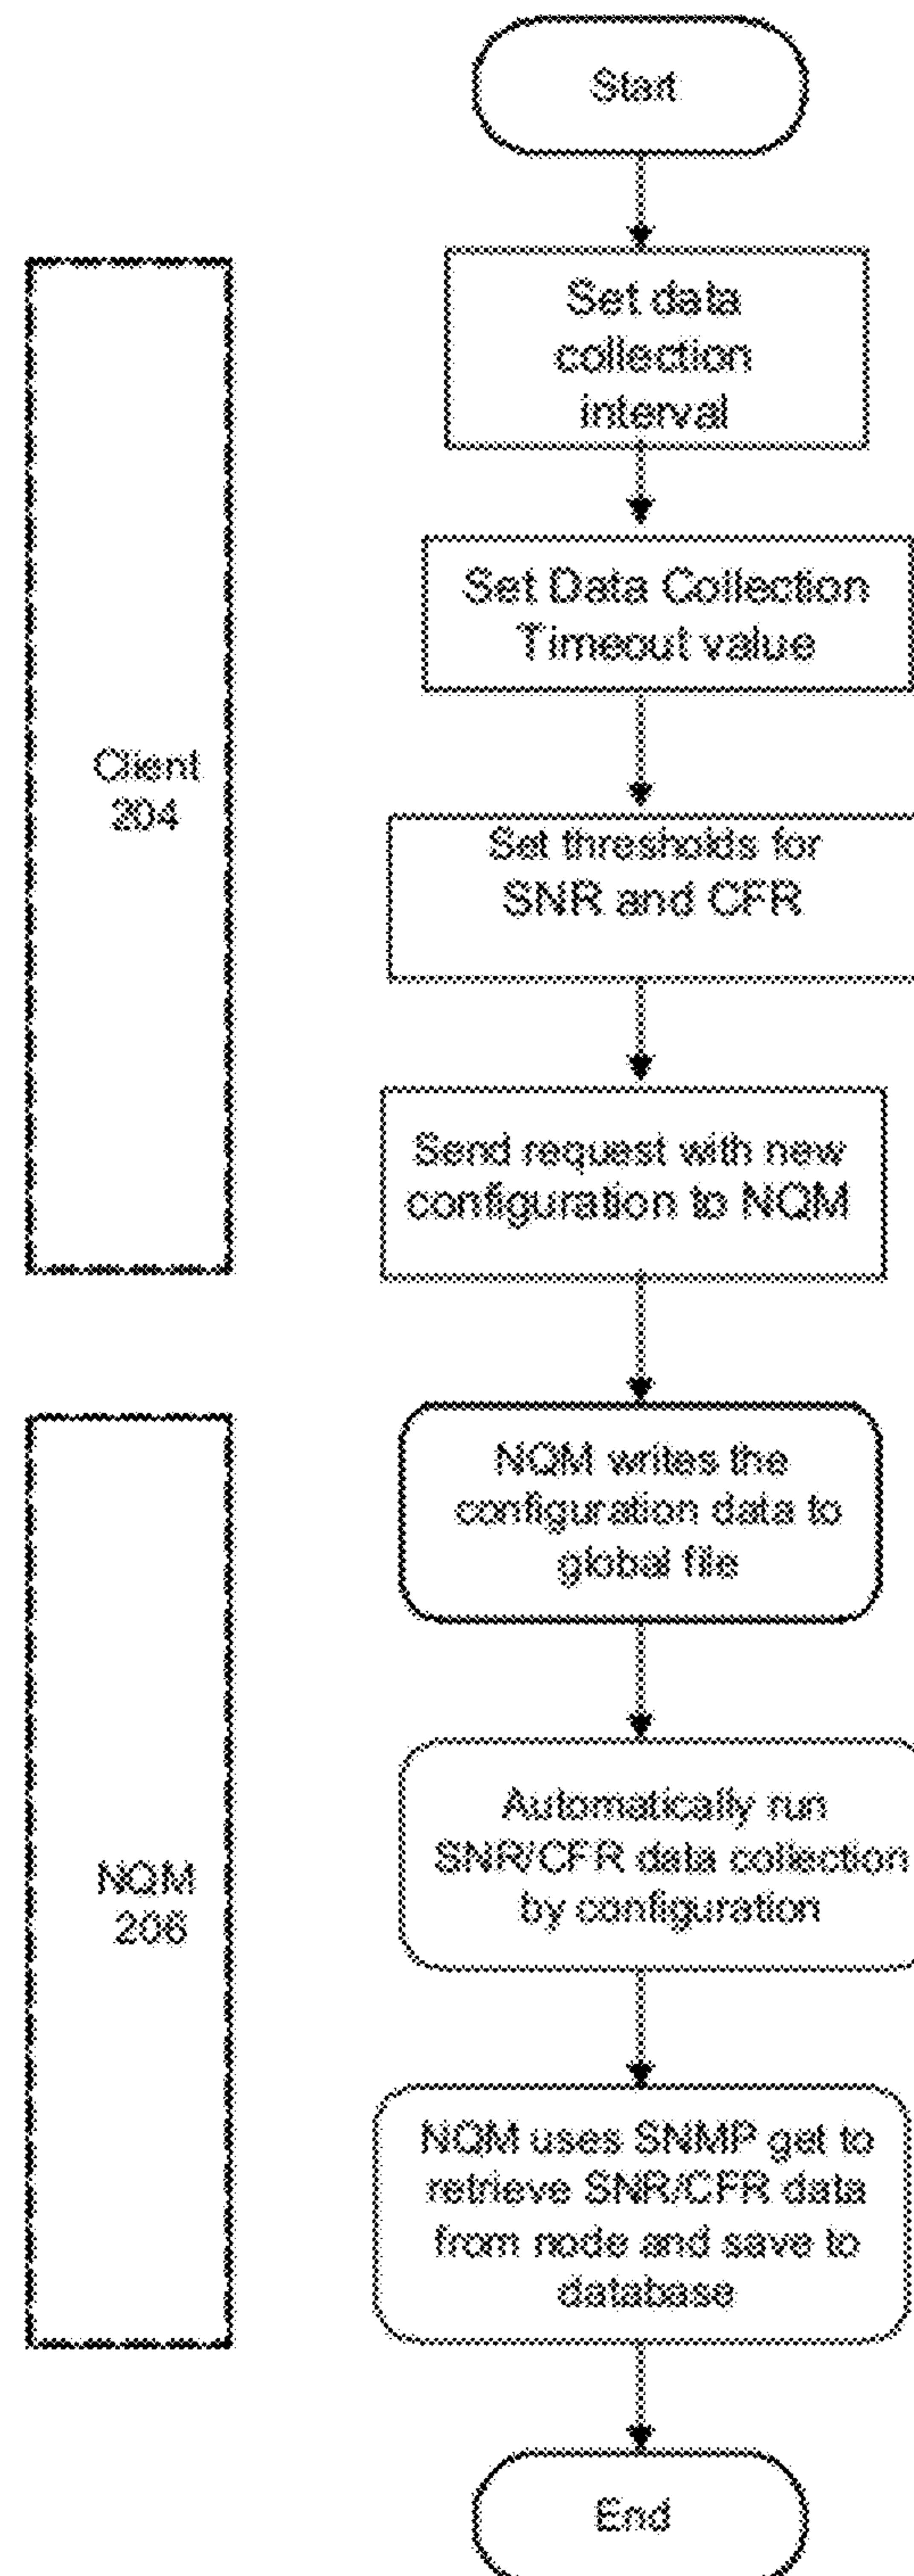 Start
Set data
collection
interval
Set Data Collection
Timeout value
Client
204
Set thresholds for
SNR and CFR
Send request with new
configuration to NQM
NQM writes the
configuration data to
global file
Automatically run
SNR/CFR data collection
by configuration
NQM
206
NQM uses SNMP get to
retrieve SNR/CFR data
from node and save to
database
End